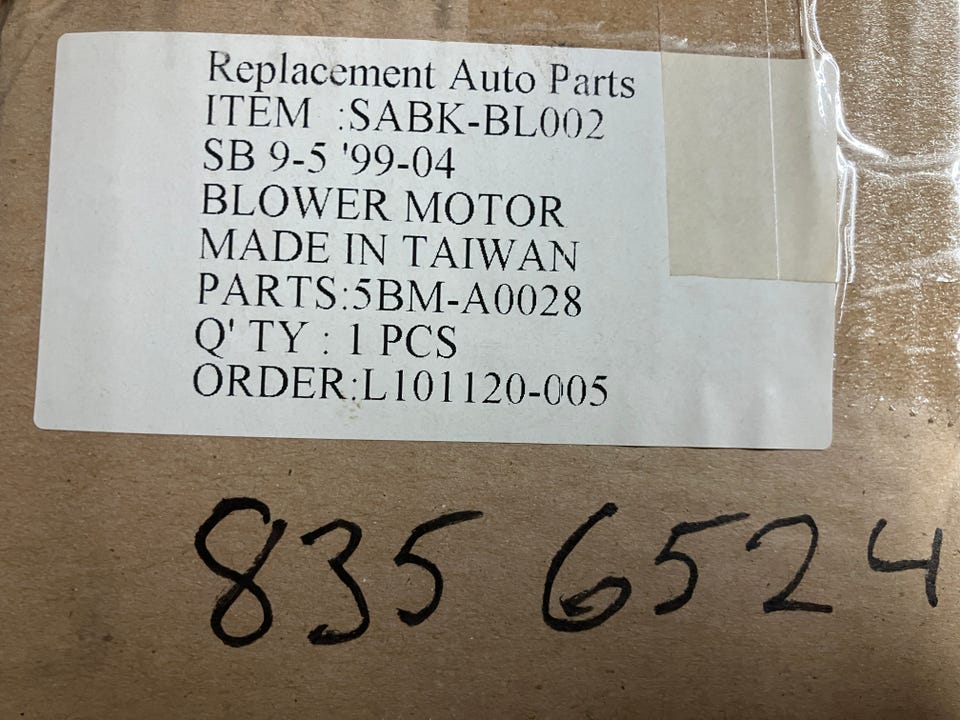 Replacement Auto Parts
ITEM :SABK-BL002
SB 9-5 '99-04
BLOWER MOTOR
MADE IN TAIWAN
PARTS:5BM-A0028
Q' TY : 1 PCS
ORDER:L101120-005
835 6524